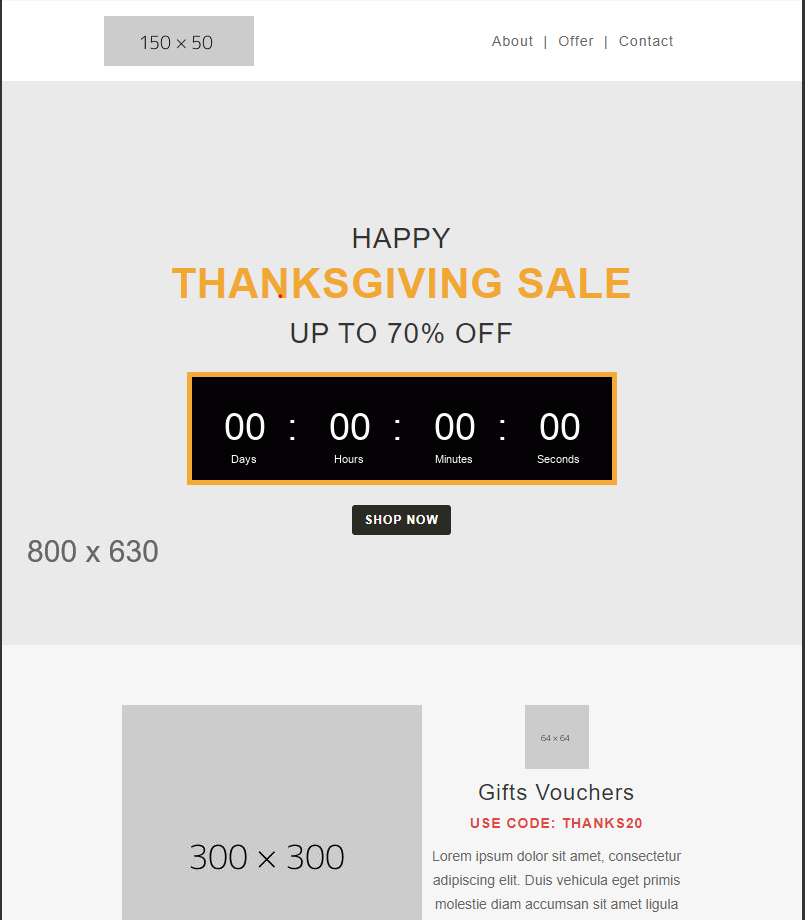 150 × 50
About | Offer | Contact
HAPPY
THANKSGIVING SALE
UP TO 70% OFF
00 : 00 : 00 : 00
Days Hours Minutes Seconds
SHOP NOW
800 x 630
64 × 64
Gifts Vouchers
USE CODE: THANKS20
300 × 300
Lorem ipsum dolor sit amet, consectetur
adipiscing elit. Duis vehicula eget primis
molestie diam accumsan sit amet ligula